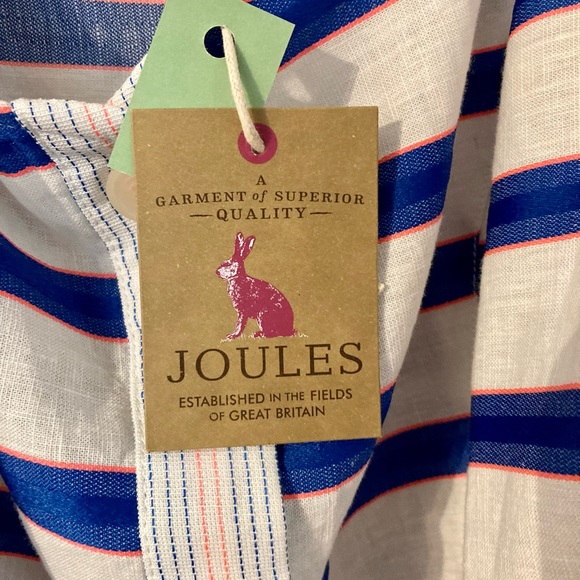 A
GARMENT of SUPERIOR
QUALITY
JOULES
ESTABLISHED IN THE FIELDS
OF GREAT BRITAIN